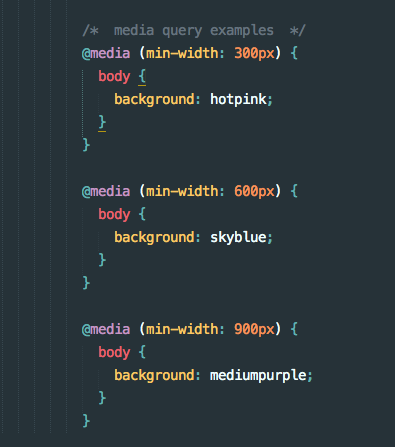 /*  media query examples  */
@media (min-width: 300px) {
  body {
    background: hotpink;
  }
}
@media (min-width: 600px) {
  body {
    background: skyblue;
  }
}
@media (min-width: 900px) {
  body {
    background: mediumpurple;
  }
}